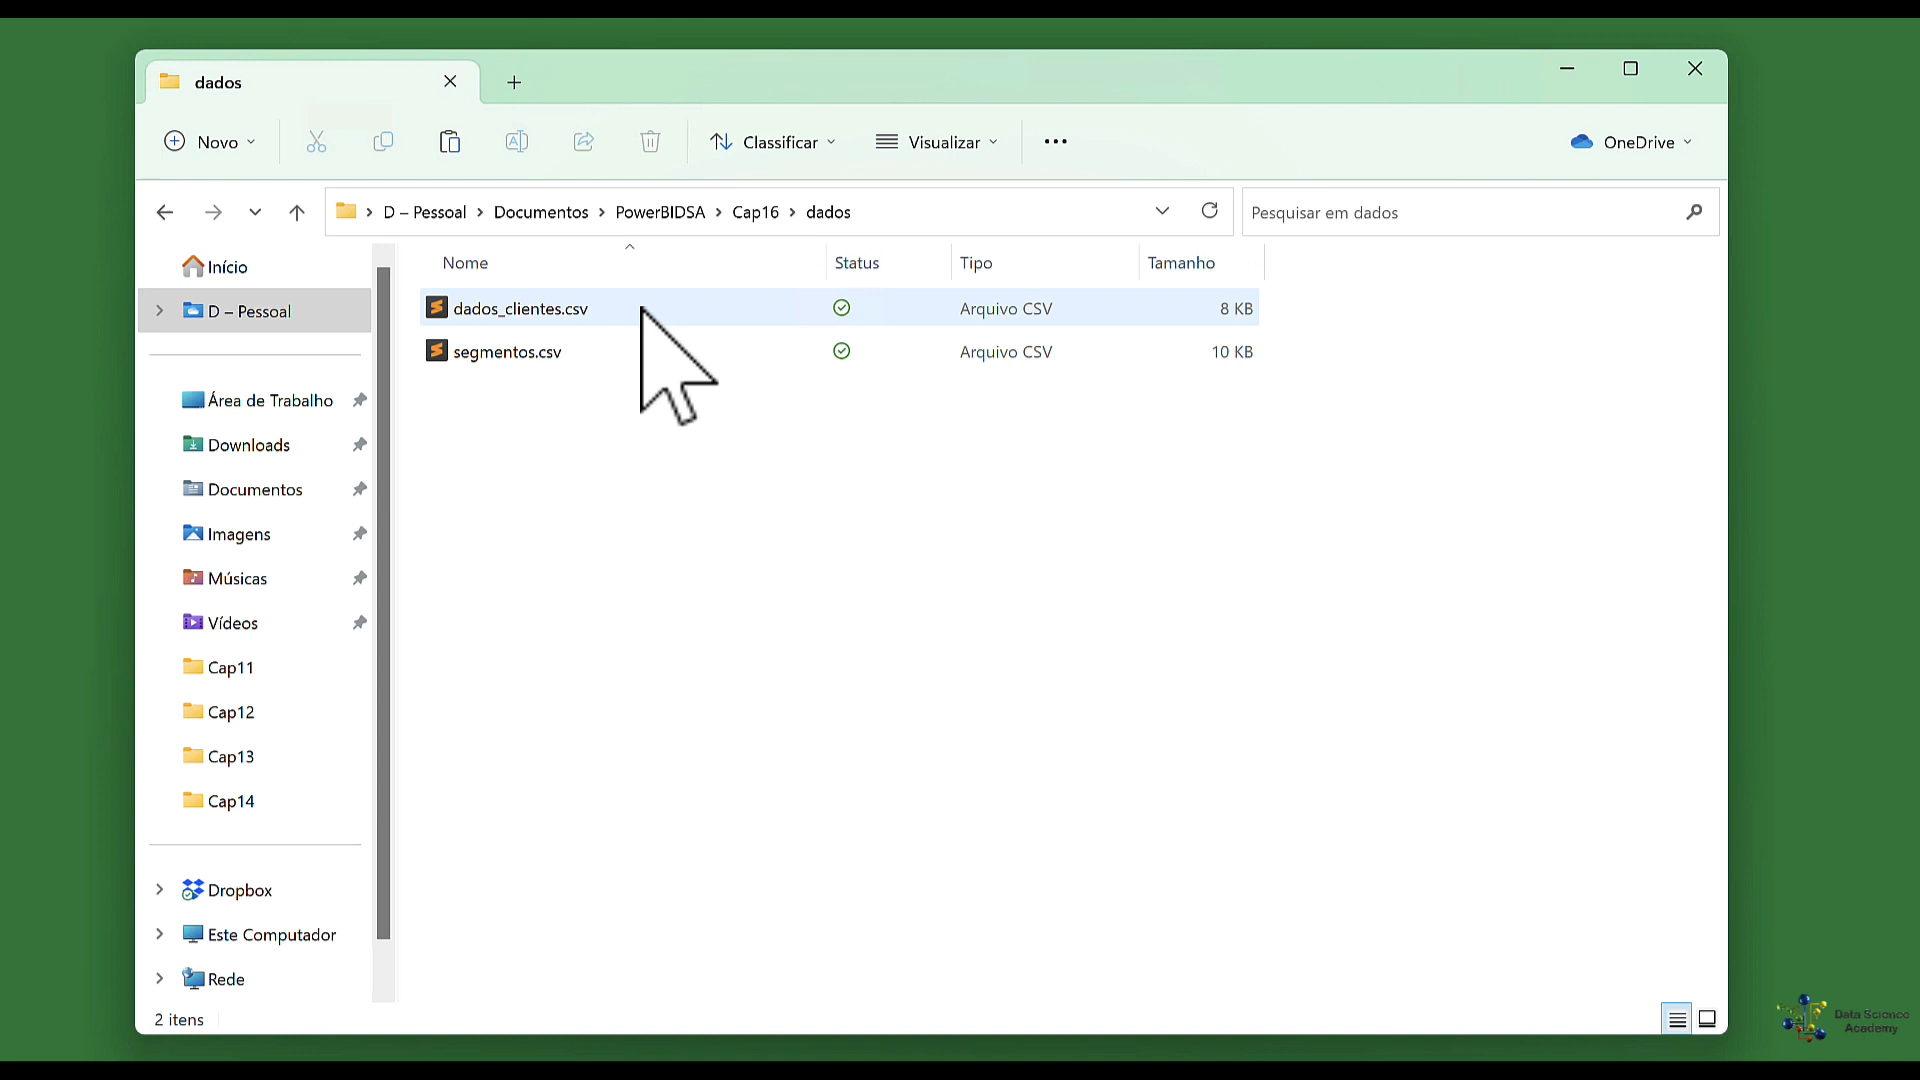 dados
Novo
Classificar
Visualizar
OneDrive
D – Pessoal > Documentos > PowerBIDSA > Cap16 > dados
Pesquisar em dados
Início
D – Pessoal
Área de Trabalho
Downloads
Documentos
Imagens
Músicas
Vídeos
Cap11
Cap12
Cap13
Cap14
Dropbox
Este Computador
Rede
Nome Status Tipo Tamanho
dados_clientes.csv Arquivo CSV 8 KB
segmentos.csv Arquivo CSV 10 KB
2 itens
Data Science
Academy